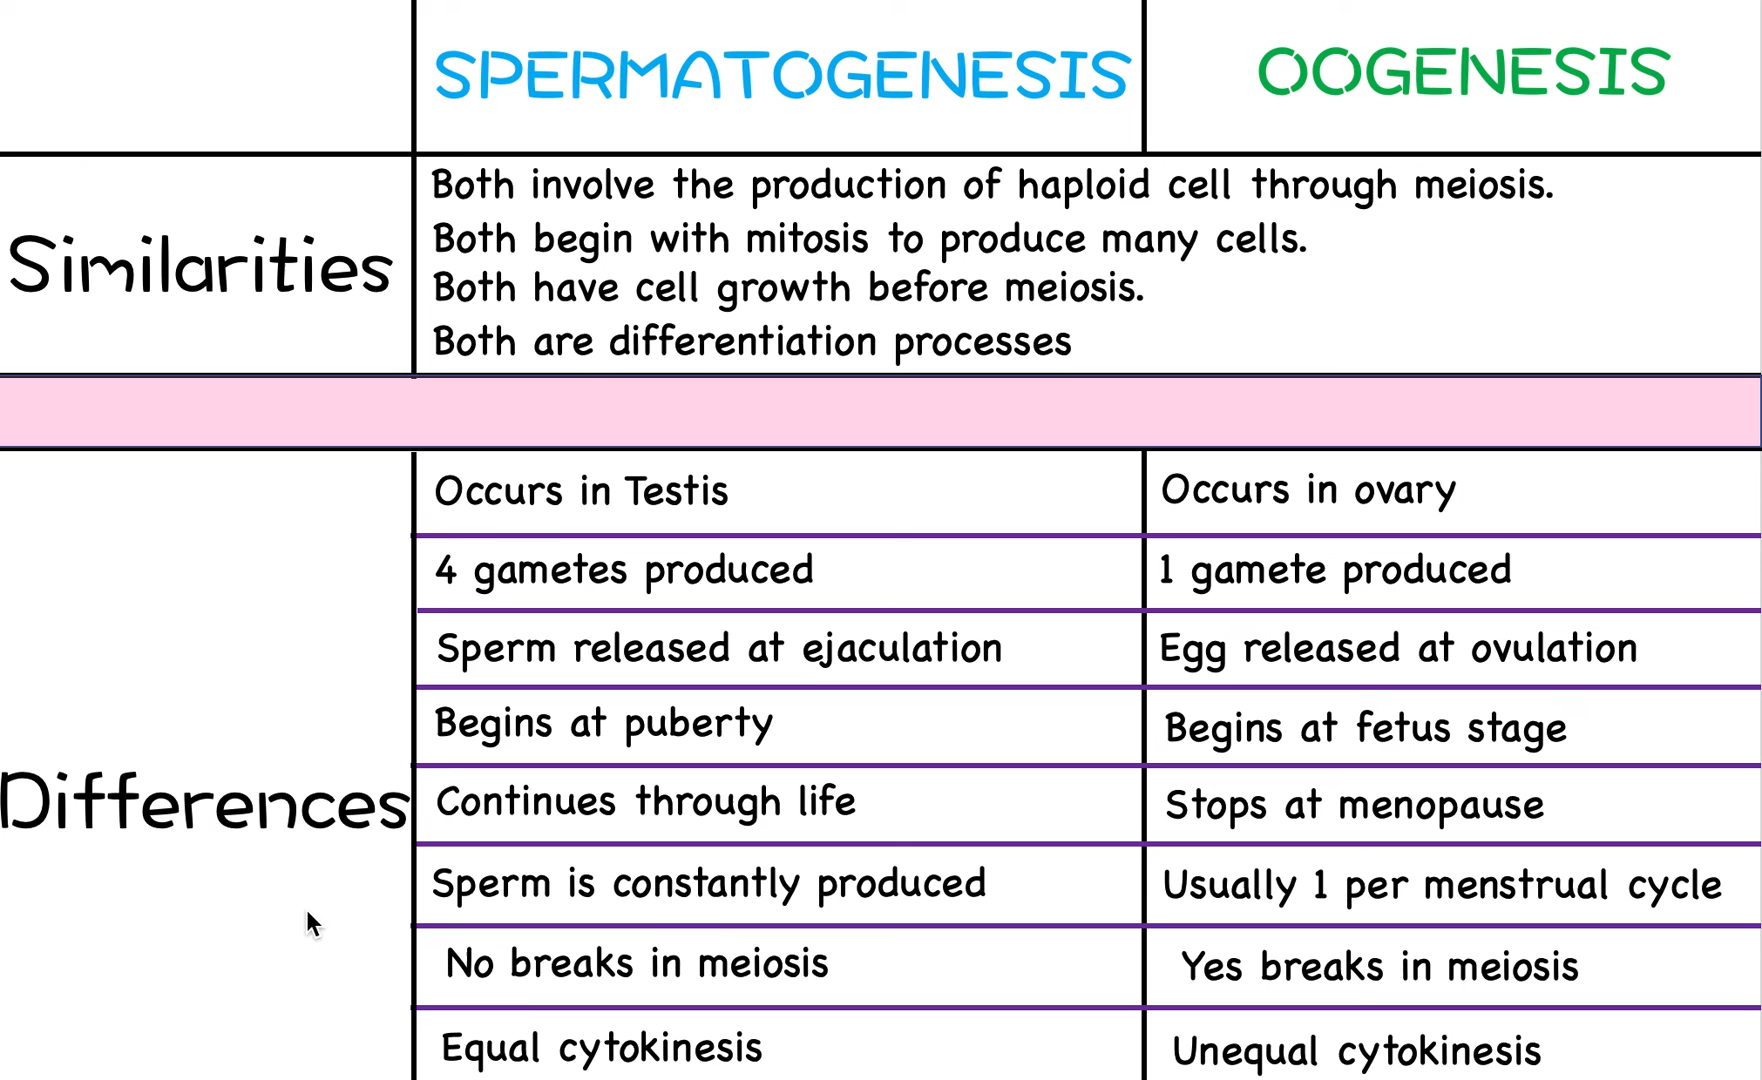 SPERMATOGENESIS
OOGENESIS
Similarities
Both involve the production of haploid cell through meiosis.
Both begin with mitosis to produce many cells.
Both have cell growth before meiosis.
Both are differentiation processes
Differences
Occurs in Testis
Occurs in ovary
4 gametes produced
1 gamete produced
Sperm released at ejaculation
Egg released at ovulation
Begins at puberty
Begins at fetus stage
Continues through life
Stops at menopause
Sperm is constantly produced
Usually 1 per menstrual cycle
No breaks in meiosis
Yes breaks in meiosis
Equal cytokinesis
Unequal cytokinesis